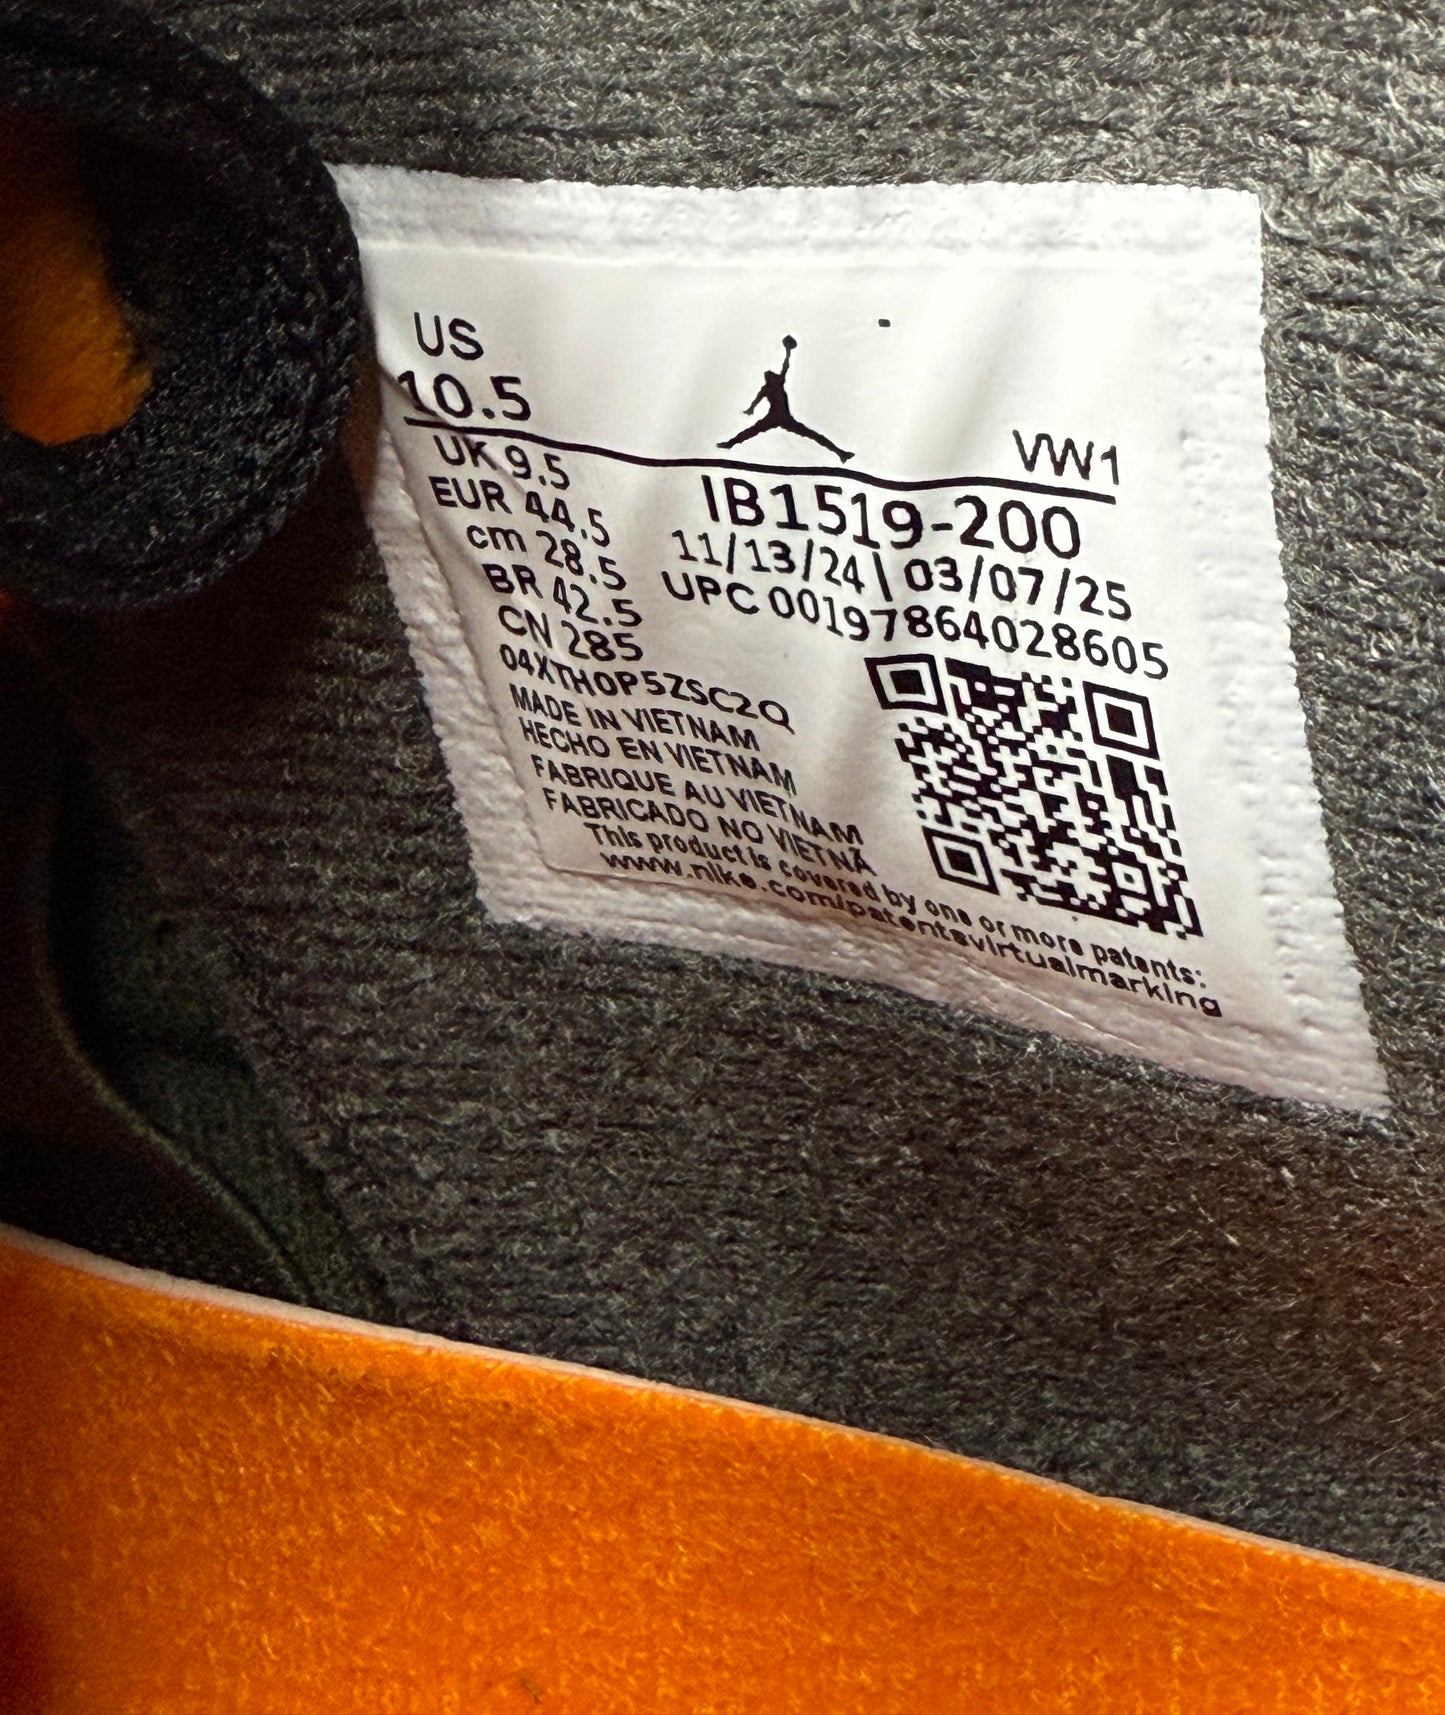 US
10.5
VW1
UK 9.5
EUR 44.5
cm 28.5
BR 42.5
CN 285
IB1519-200
11/13/24 | 03/07/25
UPC 00197864028605
04XTH0P5ZSC2Q
MADE IN VIETNAM
HECHO EN VIETNAM
FABRIQUE AU VIETNAM
FABRICADO NO VIETNÃ
This product is covered by one or more patents:
www.nike.com/patentsvirtualmarking